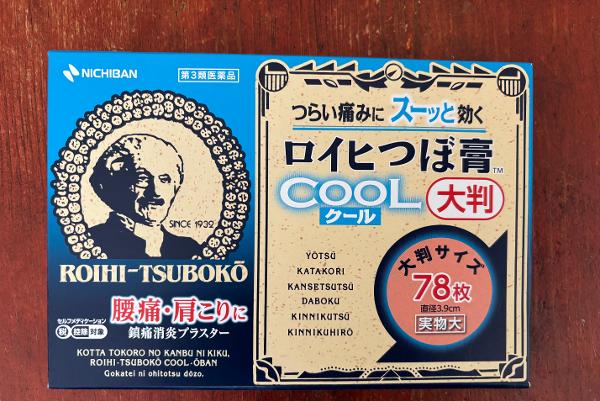 NICHIBAN
第3類医薬品
SINCE 1932
ROIHI-TSUBOKŌ
腰痛・肩こりに
鎮痛消炎プラスター
セルフメディケーション
税 控除 対象
KOTTA TOKORO NO KANBU NI KIKU,
ROIHI-TSUBOKŌ COOL-ŌBAN
Gokatei ni ohitotsu dōzo.
つらい痛みに スーッと効く
ロイヒつぼ膏™
COOL
クール
大判
YŌTSŪ
KATAKORI
KANSETSUTSŪ
DABOKU
KINNIKUTSŪ
KINNIKUHIRŌ
大判サイズ
78枚
直径3.9cm
実物大